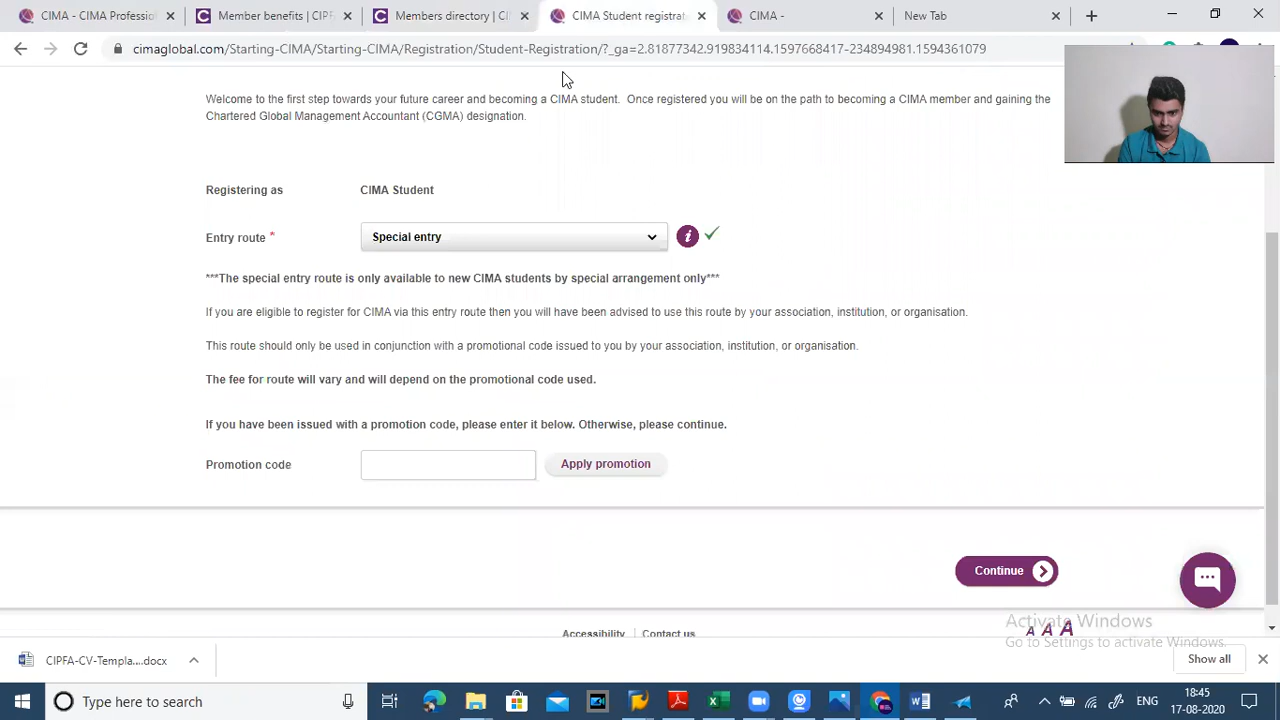 CIMA - CIMA Profession
Member benefits | CIPF
Members directory | CI
CIMA Student registrat
CIMA -
New Tab
cimaglobal.com/Starting-CIMA/Starting-CIMA/Registration/Student-Registration/?_ga=2.81877342.919834114.1597668417-234894981.1594361079
Welcome to the first step towards your future career and becoming a CIMA student. Once registered you will be on the path to becoming a CIMA member and gaining the
Chartered Global Management Accountant (CGMA) designation.
Registering as CIMA Student
Entry route * Special entry
***The special entry route is only available to new CIMA students by special arrangement only***
If you are eligible to register for CIMA via this entry route then you will have been advised to use this route by your association, institution, or organisation.
This route should only be used in conjunction with a promotional code issued to you by your association, institution, or organisation.
The fee for route will vary and will depend on the promotional code used.
If you have been issued with a promotion code, please enter it below. Otherwise, please continue.
Promotion code Apply promotion
Continue
Accessibility | Contact us
A A A
Activate Windows
Go to Settings to activate Windows.
CIPFA-CV-Templa....docx
Show all
Type here to search
ENG
18:45
17-08-2020